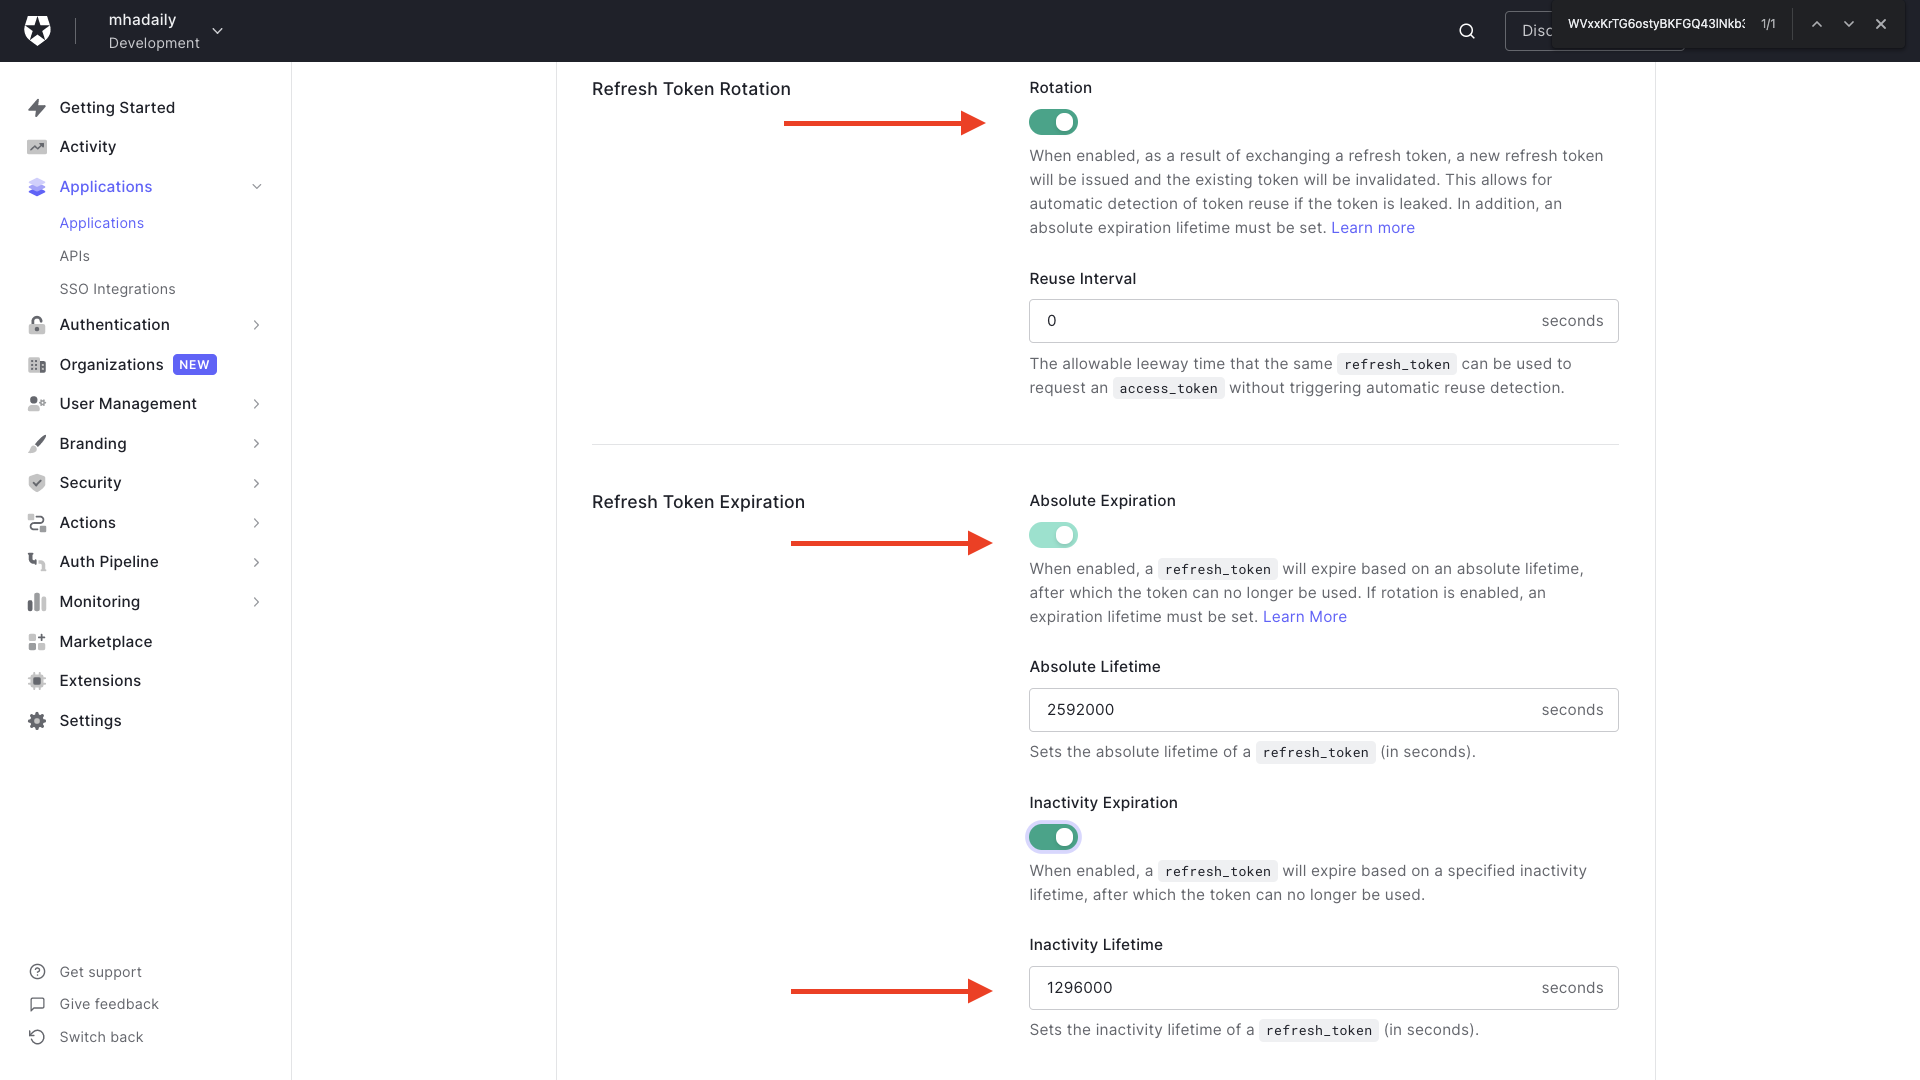 mhadaily
Development
Disc
WVxxKrTG6ostyBKFGQ43lNkb3
1/1
Getting Started
Activity
Applications
Applications
APIs
SSO Integrations
Authentication
Organizations NEW
User Management
Branding
Security
Actions
Auth Pipeline
Monitoring
Marketplace
Extensions
Settings
Get support
Give feedback
Switch back
Refresh Token Rotation
Rotation
When enabled, as a result of exchanging a refresh token, a new refresh token
will be issued and the existing token will be invalidated. This allows for
automatic detection of token reuse if the token is leaked. In addition, an
absolute expiration lifetime must be set. Learn more
Reuse Interval
0 seconds
The allowable leeway time that the same refresh_token can be used to
request an access_token without triggering automatic reuse detection.
Refresh Token Expiration
Absolute Expiration
When enabled, a refresh_token will expire based on an absolute lifetime,
after which the token can no longer be used. If rotation is enabled, an
expiration lifetime must be set. Learn More
Absolute Lifetime
2592000 seconds
Sets the absolute lifetime of a refresh_token (in seconds).
Inactivity Expiration
When enabled, a refresh_token will expire based on a specified inactivity
lifetime, after which the token can no longer be used.
Inactivity Lifetime
1296000 seconds
Sets the inactivity lifetime of a refresh_token (in seconds).